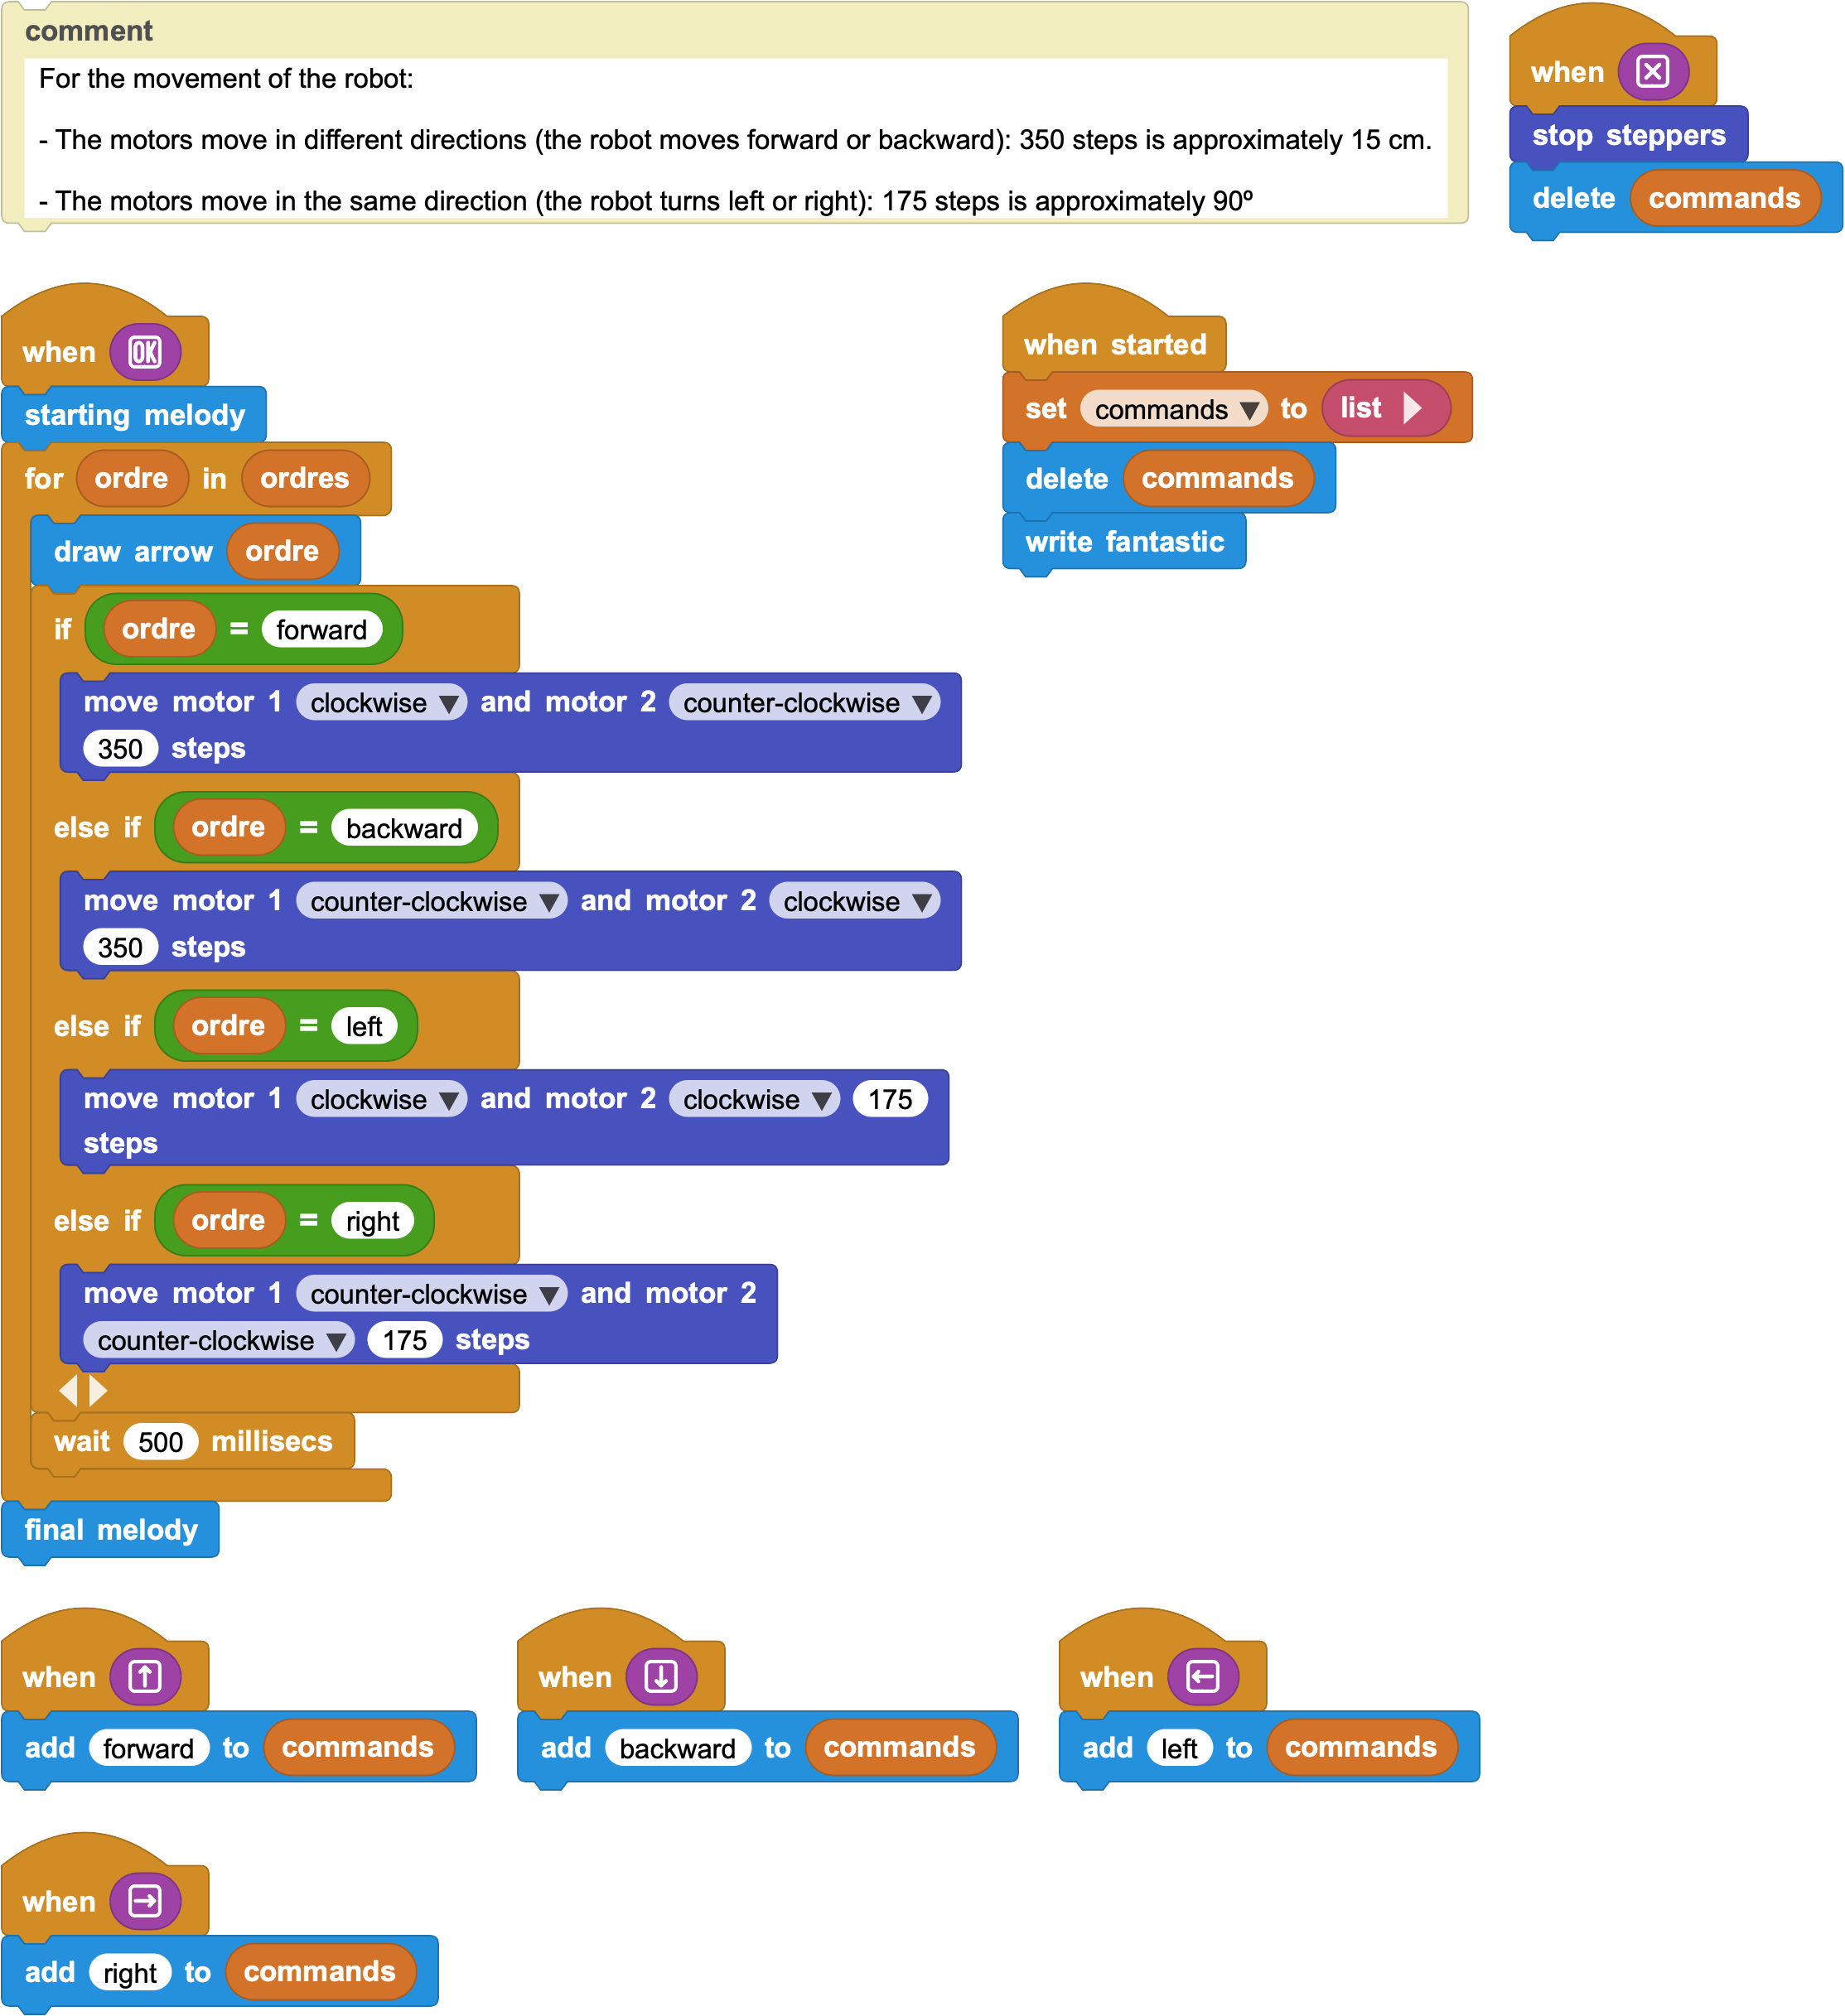 comment
For the movement of the robot:
- The motors move in different directions (the robot moves forward or backward): 350 steps is approximately 15 cm.
- The motors move in the same direction (the robot turns left or right): 175 steps is approximately 90º
when
stop steppers
delete commands
when OK
starting melody
for ordre in ordres
draw arrow ordre
if ordre = forward
move motor 1 clockwise and motor 2 counter-clockwise
350 steps
else if ordre = backward
move motor 1 counter-clockwise and motor 2 clockwise
350 steps
else if ordre = left
move motor 1 clockwise and motor 2 clockwise 175
steps
else if ordre = right
move motor 1 counter-clockwise and motor 2
counter-clockwise 175 steps
wait 500 millisecs
final melody
when started
set commands to list
delete commands
write fantastic
when
add forward to commands
when
add backward to commands
when
add left to commands
when
add right to commands